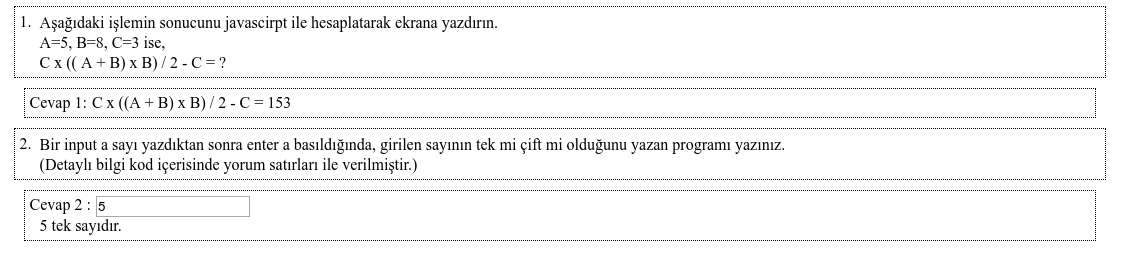 1. Aşağıdaki işlemin sonucunu javascirpt ile hesaplatarak ekrana yazdırın.
A=5, B=8, C=3 ise,
C x (( A + B) x B) / 2 - C = ?
Cevap 1: C x ((A + B) x B) / 2 - C = 153
2. Bir input a sayı yazdıktan sonra enter a basıldığında, girilen sayının tek mi çift mi olduğunu yazan programı yazınız.
(Detaylı bilgi kod içerisinde yorum satırları ile verilmiştir.)
Cevap 2 : 5
5 tek sayıdır.